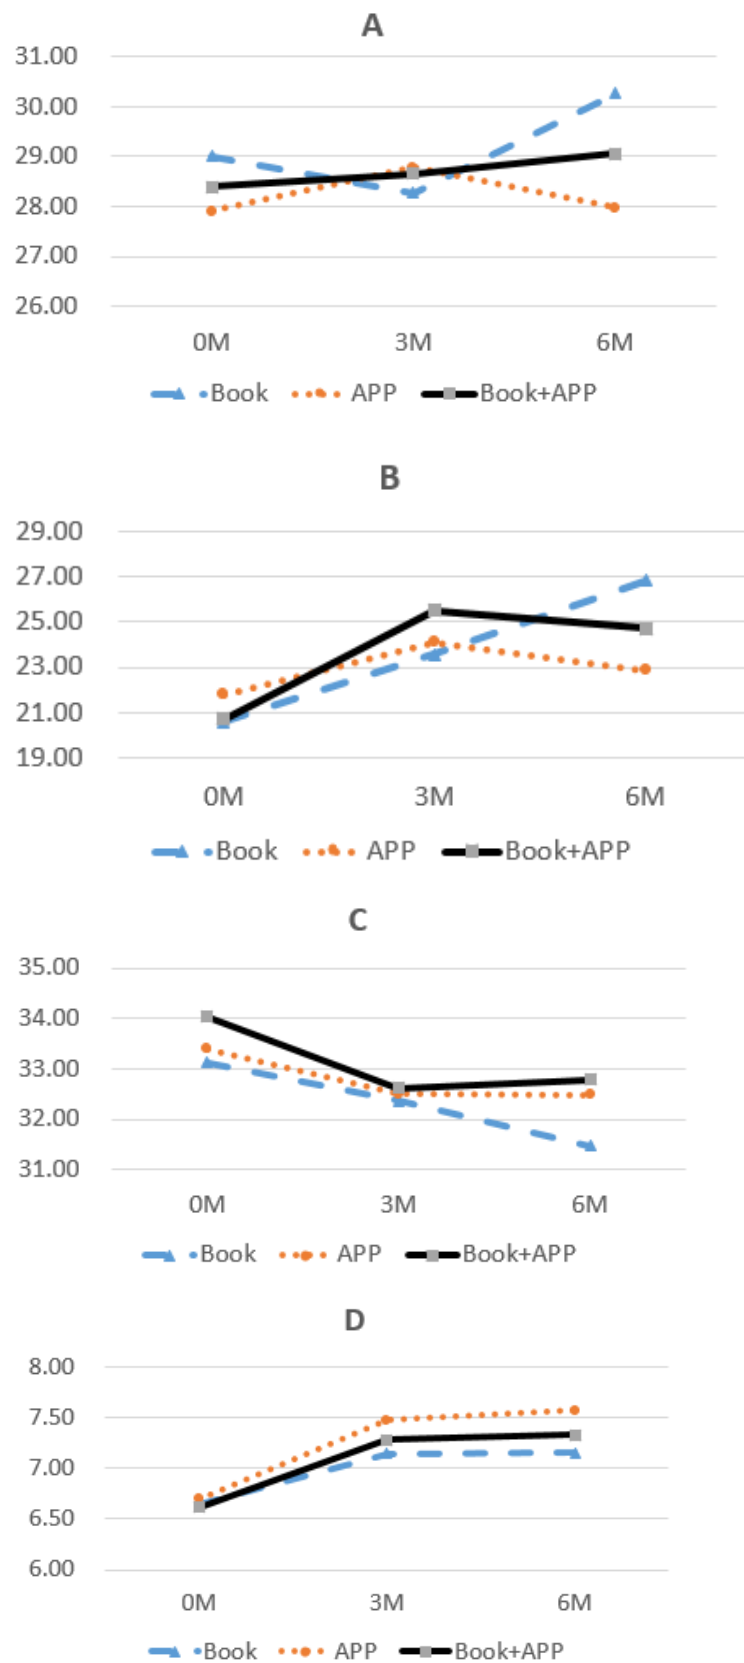 A
31.00
30.00
29.00
28.00
27.00
26.00
0M 3M 6M
Book APP Book+APP
B
29.00
27.00
25.00
23.00
21.00
19.00
0M 3M 6M
Book APP Book+APP
C
35.00
34.00
33.00
32.00
31.00
0M 3M 6M
Book APP Book+APP
D
8.00
7.50
7.00
6.50
6.00
0M 3M 6M
Book APP Book+APP